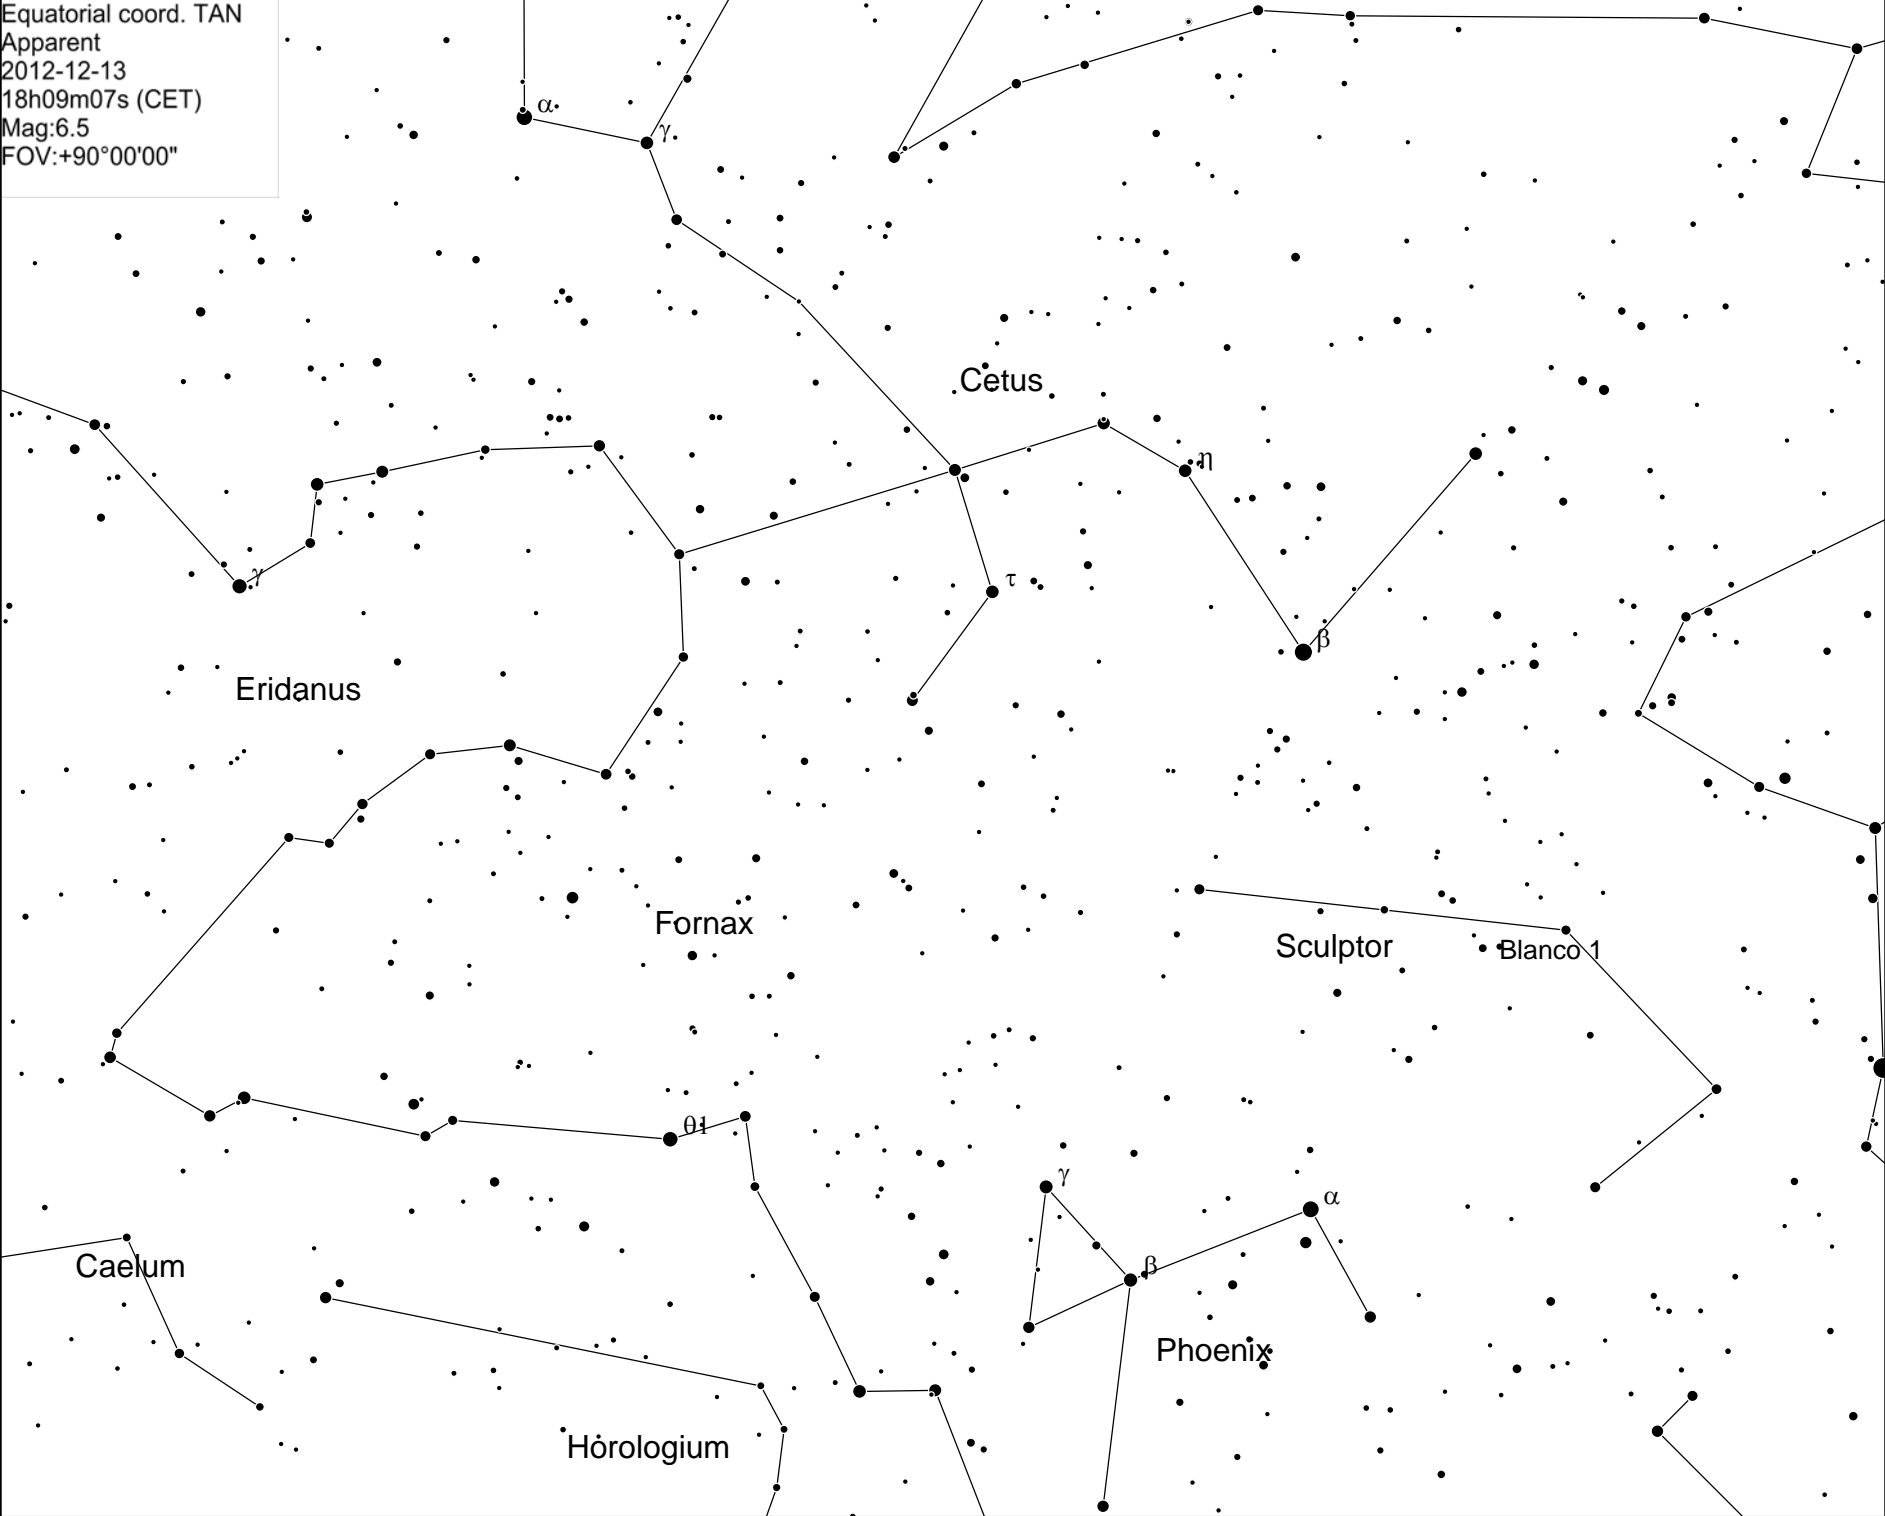 Equatorial coord. TAN
Apparent
2012-12-13
18h09m07s (CET)
Mag:6.5
FOV:+90°00'00"
α
γ
Cetus
η
γ
τ
β
Eridanus
Fornax
Sculptor
Blanco 1
θ1
γ
α
Caelum
β
Phoenix
Horologium